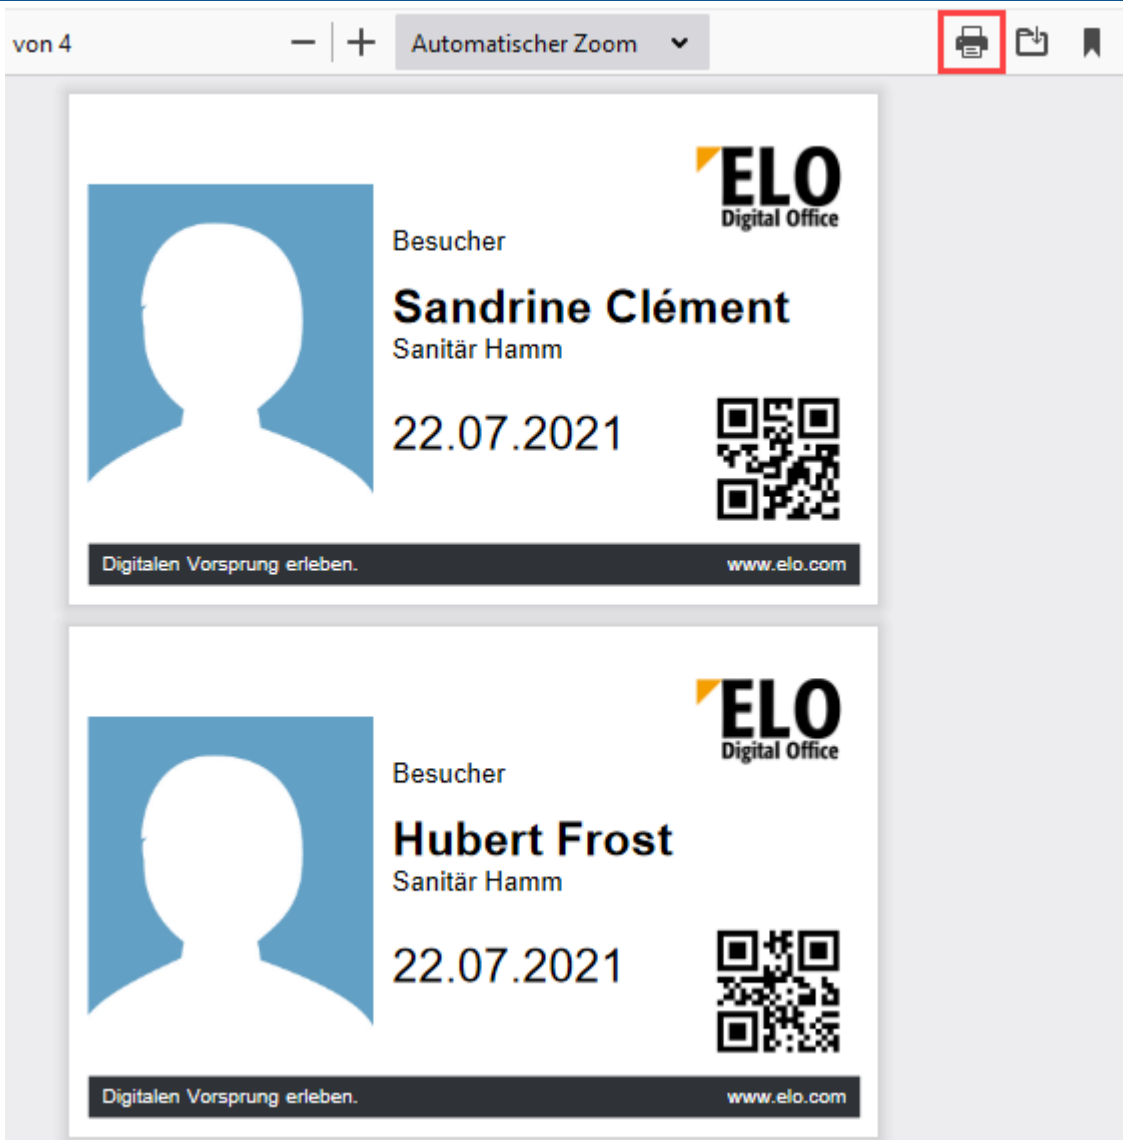 von 4
Automatischer Zoom
ELO
Digital Office
Besucher
Sandrine Clément
Sanitär Hamm
22.07.2021
Digitalen Vorsprung erleben.
www.elo.com
ELO
Digital Office
Besucher
Hubert Frost
Sanitär Hamm
22.07.2021
Digitalen Vorsprung erleben.
www.elo.com